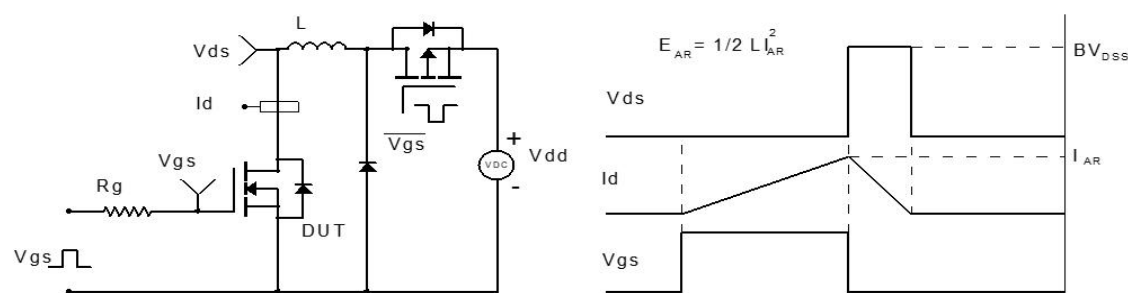 L
Vds
Id
Vgs
Rg
Vgs
DUT
Vgs
VDC
+
-
Vdd
E_AR = 1/2 LI_AR^2
Vds
BV_DSS
Id
I_AR
Vgs